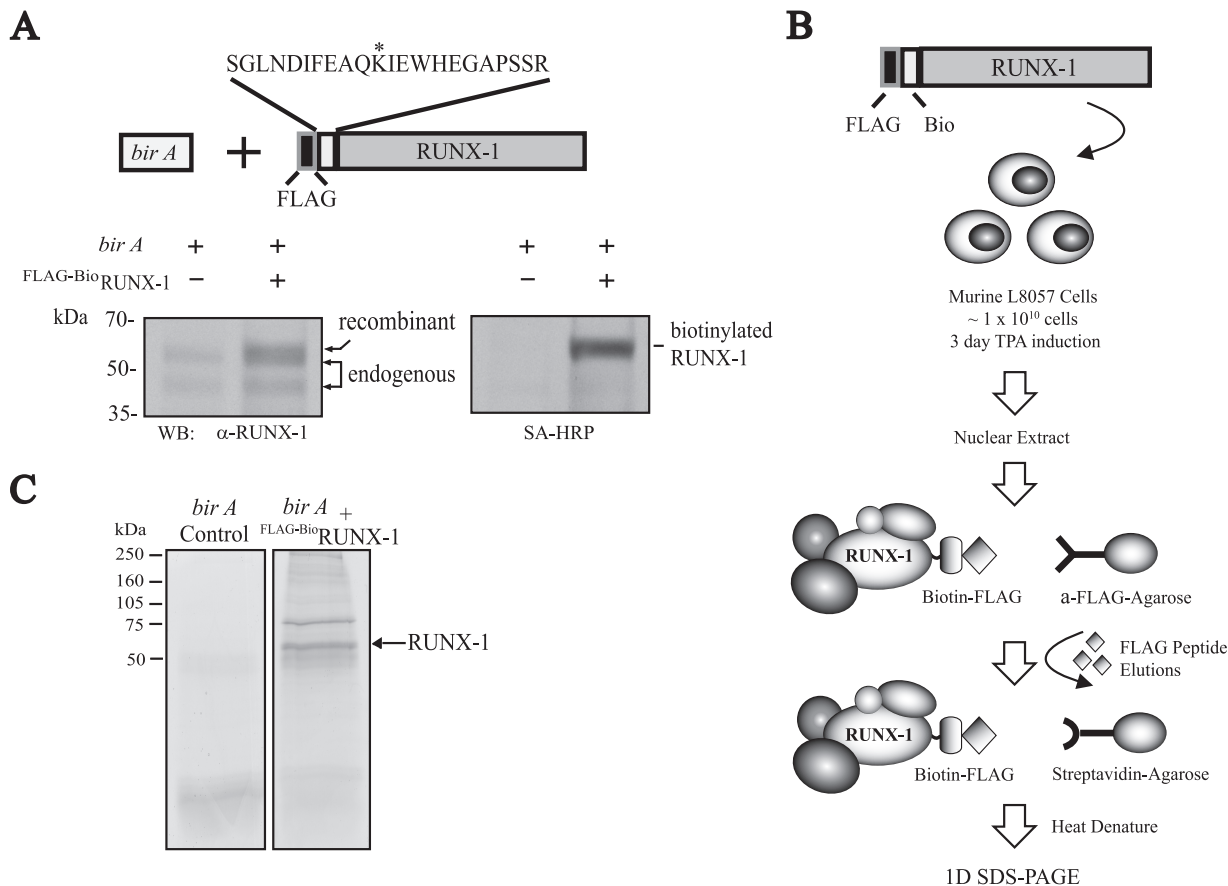 A
*
SGLNDIFEAQKIEWHEGAPSSR
bir A
+
RUNX-1
FLAG
bir A + + + +
FLAG-Bio RUNX-1 – + – +
kDa
70-
50-
35-
recombinant
endogenous
biotinylated
RUNX-1
WB: α-RUNX-1
SA-HRP
B
RUNX-1
FLAG Bio
Murine L8057 Cells
~ 1 x 10¹⁰ cells
3 day TPA induction
Nuclear Extract
RUNX-1
Biotin-FLAG
a-FLAG-Agarose
FLAG Peptide
Elutions
RUNX-1
Biotin-FLAG
Streptavidin-Agarose
Heat Denature
1D SDS-PAGE
C
kDa
bir A
Control
bir A
+
FLAG-Bio RUNX-1
250
160
105
75
50
RUNX-1